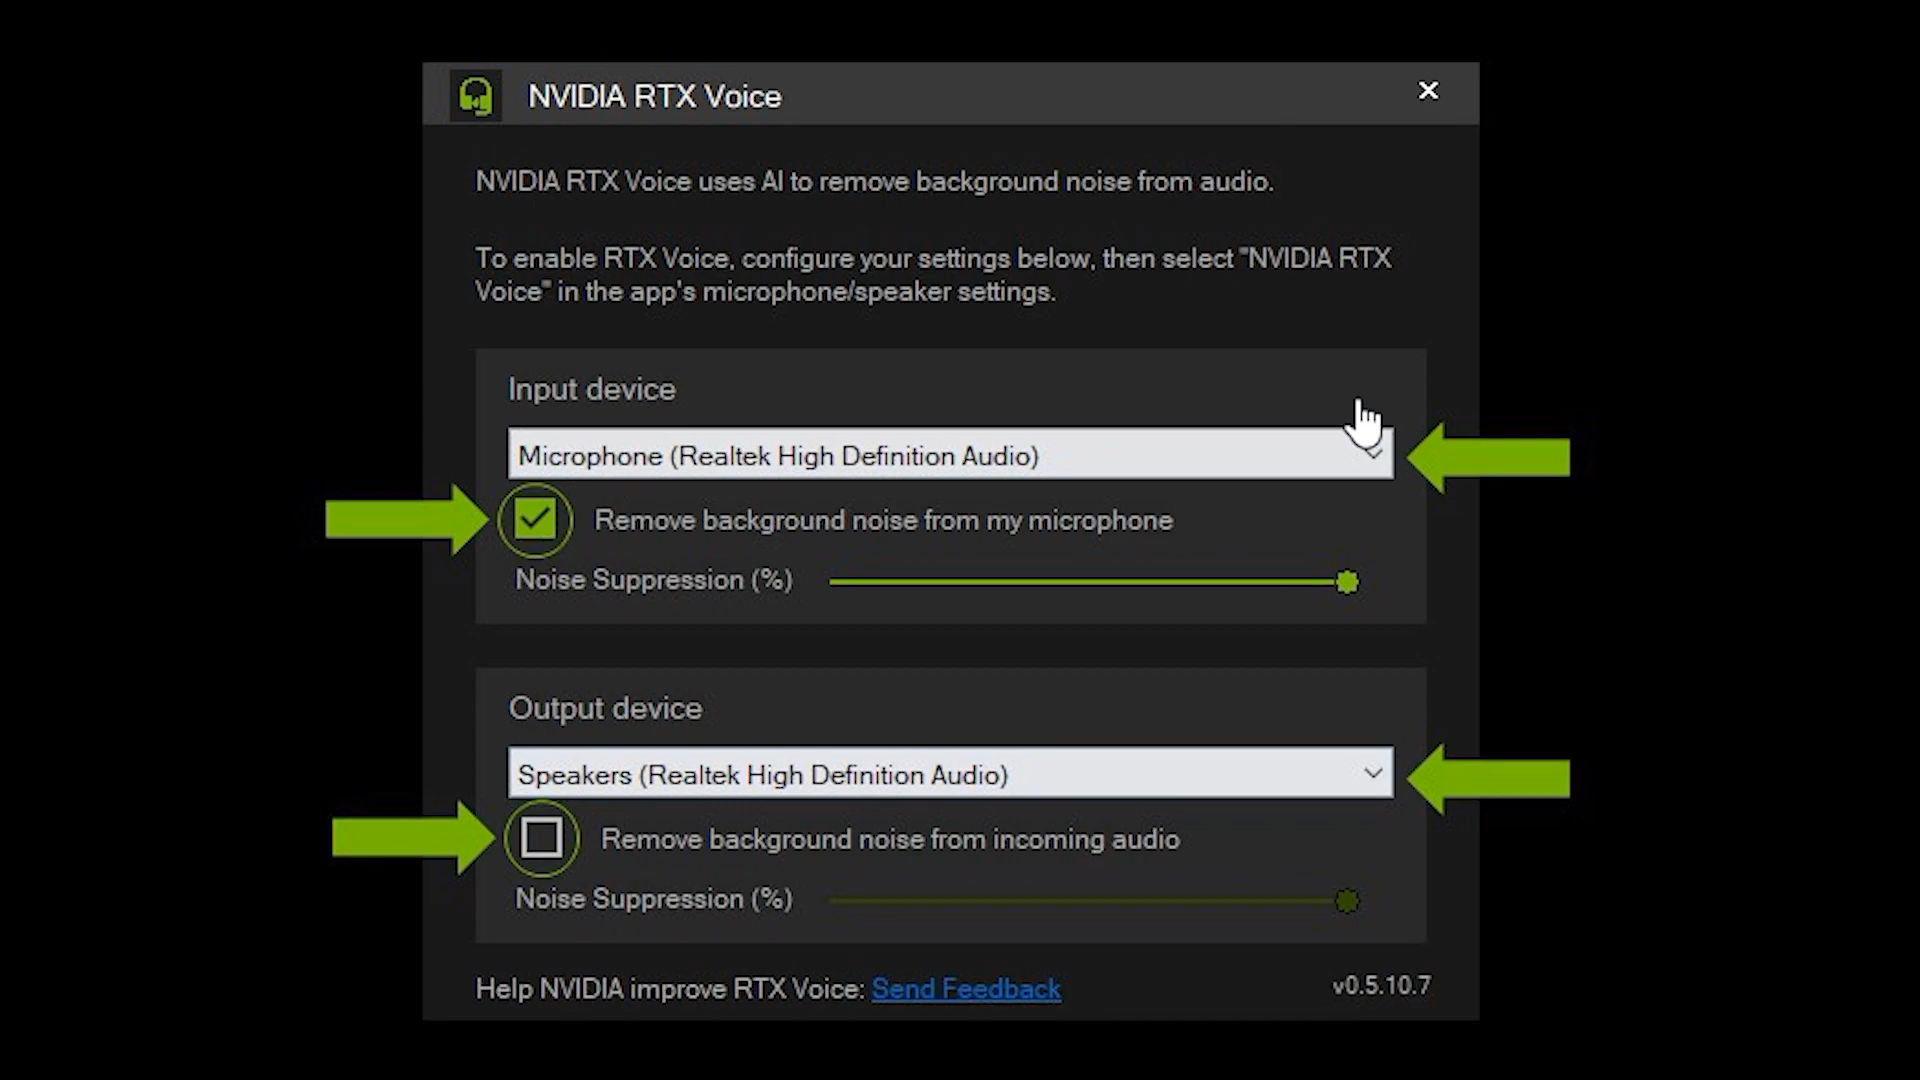 NVIDIA RTX Voice
NVIDIA RTX Voice uses AI to remove background noise from audio.
To enable RTX Voice, configure your settings below, then select "NVIDIA RTX
Voice" in the app's microphone/speaker settings.
Input device
Microphone (Realtek High Definition Audio)
Remove background noise from my microphone
Noise Suppression (%)
Output device
Speakers (Realtek High Definition Audio)
Remove background noise from incoming audio
Noise Suppression (%)
Help NVIDIA improve RTX Voice: Send Feedback
v0.5.10.7